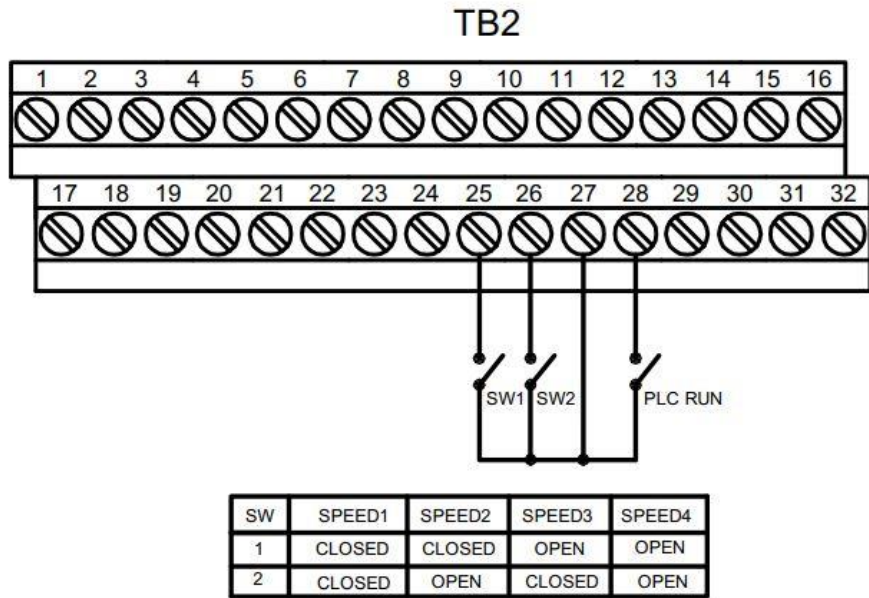 TB2
1 2 3 4 5 6 7 8 9 10 11 12 13 14 15 16
17 18 19 20 21 22 23 24 25 26 27 28 29 30 31 32
SW1 SW2 PLC RUN
SW SPEED1 SPEED2 SPEED3 SPEED4
1 CLOSED CLOSED OPEN OPEN
2 CLOSED OPEN CLOSED OPEN